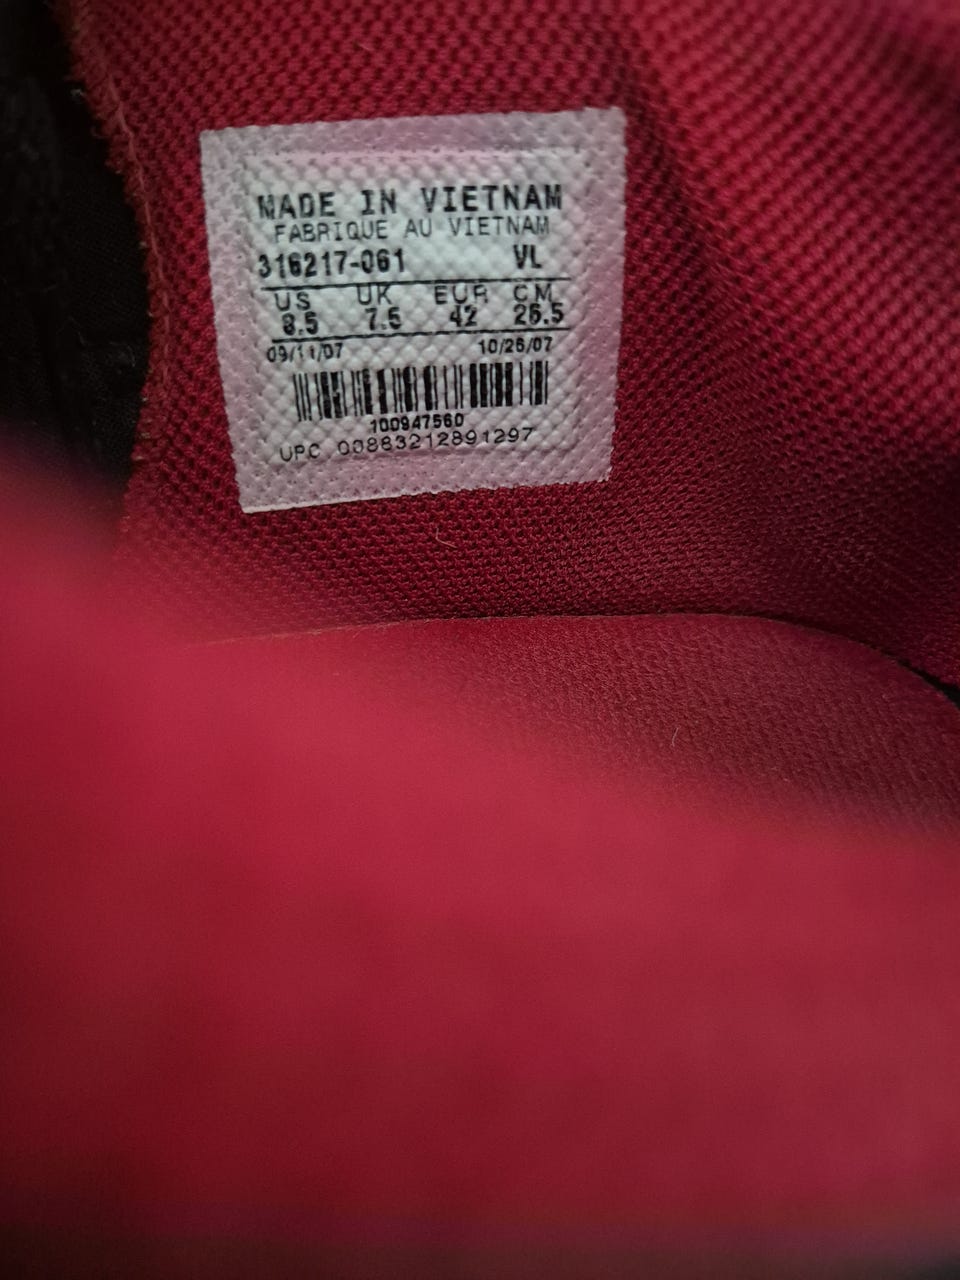 MADE IN VIETNAM
FABRIQUE AU VIETNAM
316217-061 VL
US UK EUR CM
8.5 7.5 42 26.5
09/11/07 10/26/07
100947560
UPC 00883212891297